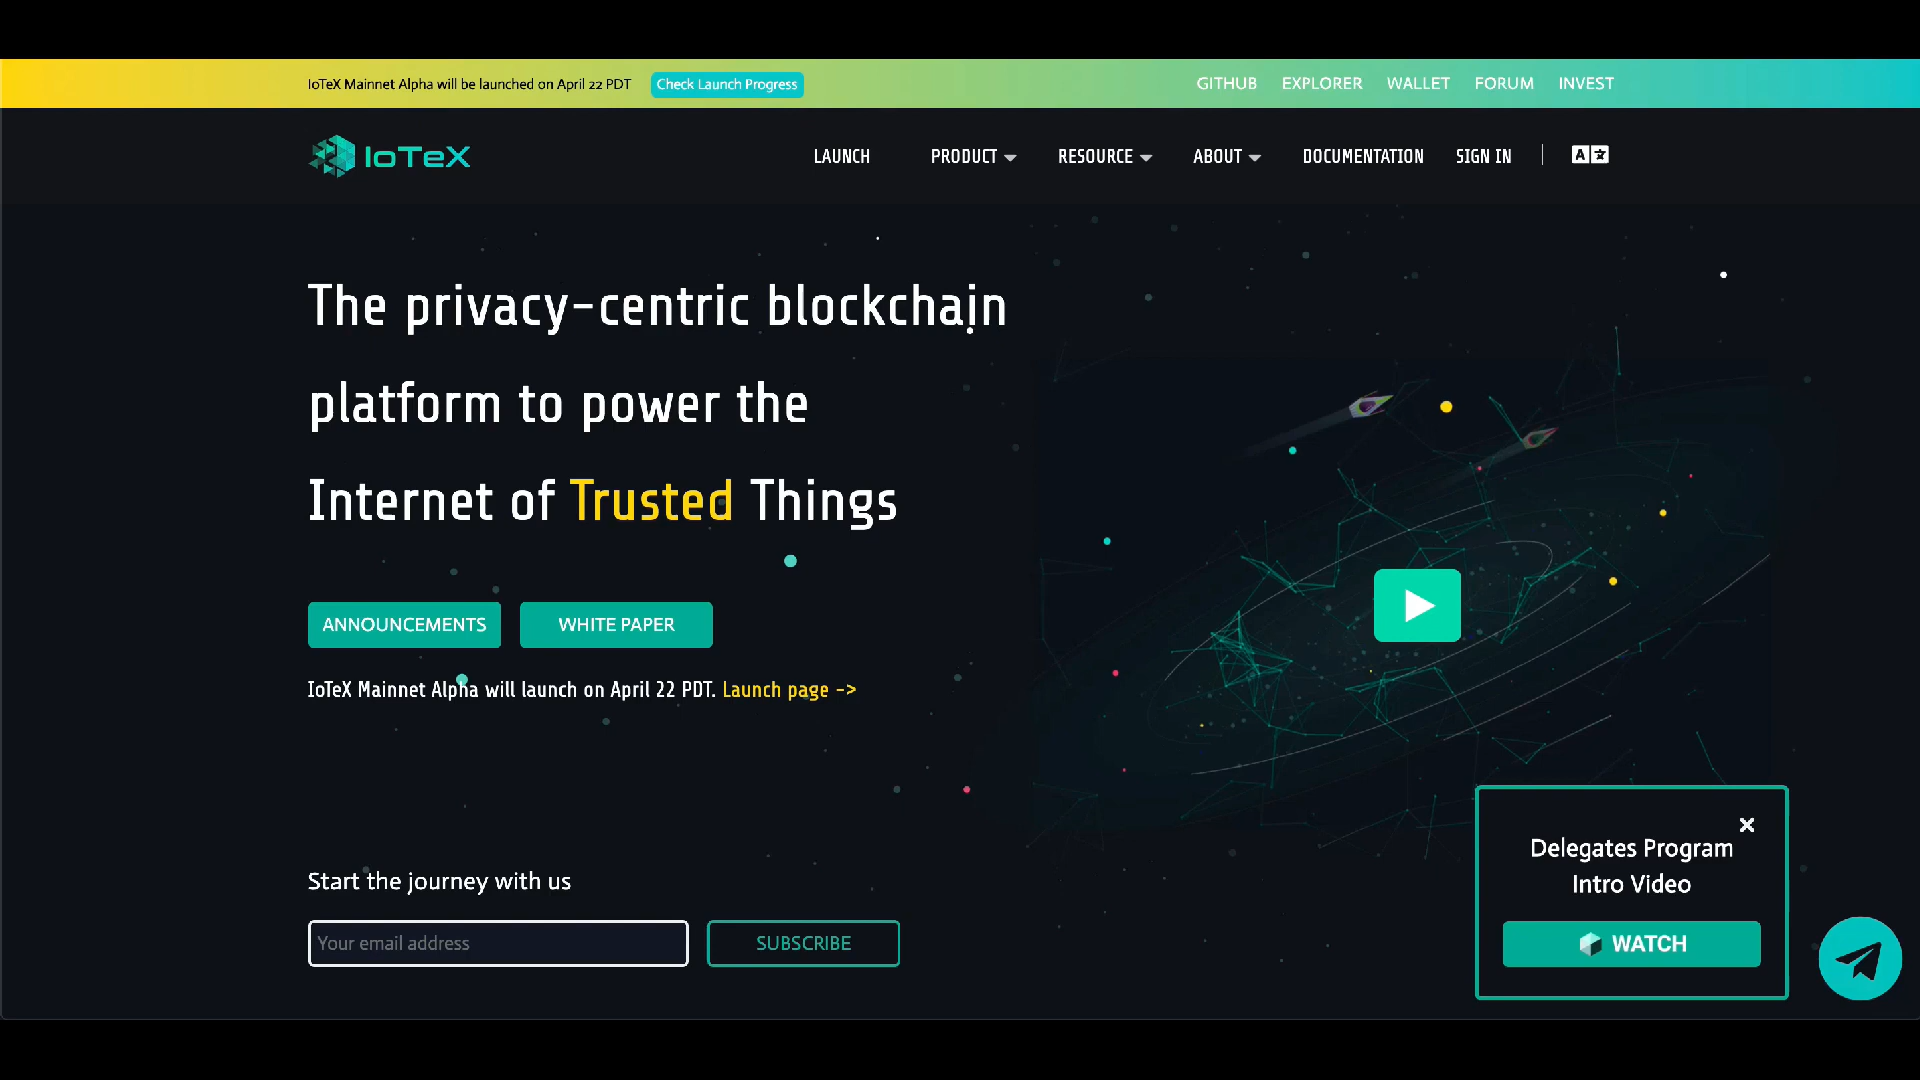 IoTeX Mainnet Alpha will be launched on April 22 PDT Check Launch Progress GITHUB EXPLORER WALLET FORUM INVEST
IoTeX LAUNCH PRODUCT RESOURCE ABOUT DOCUMENTATION SIGN IN A
The privacy-centric blockchain
platform to power the
Internet of Trusted Things
ANNOUNCEMENTS WHITE PAPER
IoTeX Mainnet Alpha will launch on April 22 PDT. Launch page ->
Start the journey with us
Your email address SUBSCRIBE
Delegates Program
Intro Video
WATCH